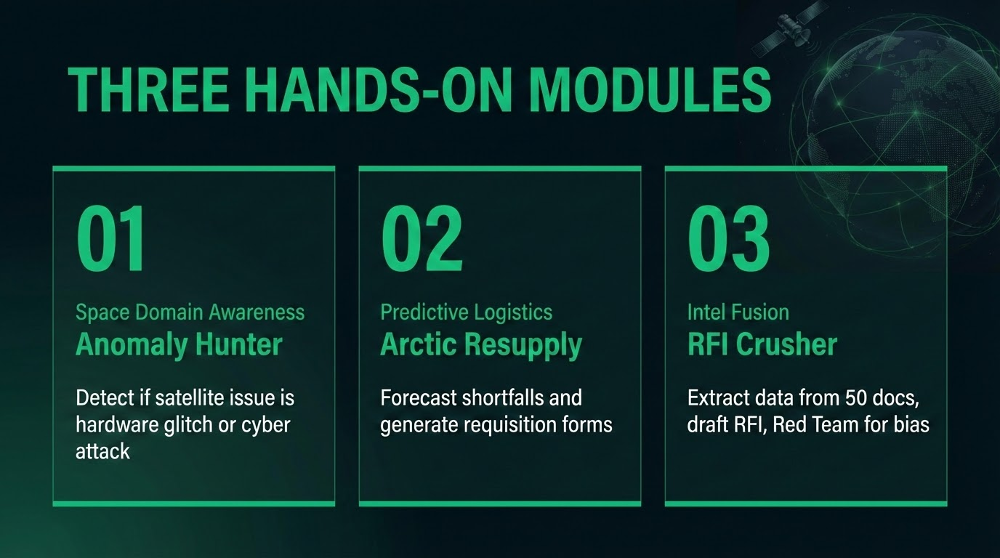 THREE HANDS-ON MODULES
01
Space Domain Awareness
Anomaly Hunter
Detect if satellite issue is
hardware glitch or cyber
attack
02
Predictive Logistics
Arctic Resupply
Forecast shortfalls and
generate requisition forms
03
Intel Fusion
RFI Crusher
Extract data from 50 docs,
draft RFI, Red Team for bias